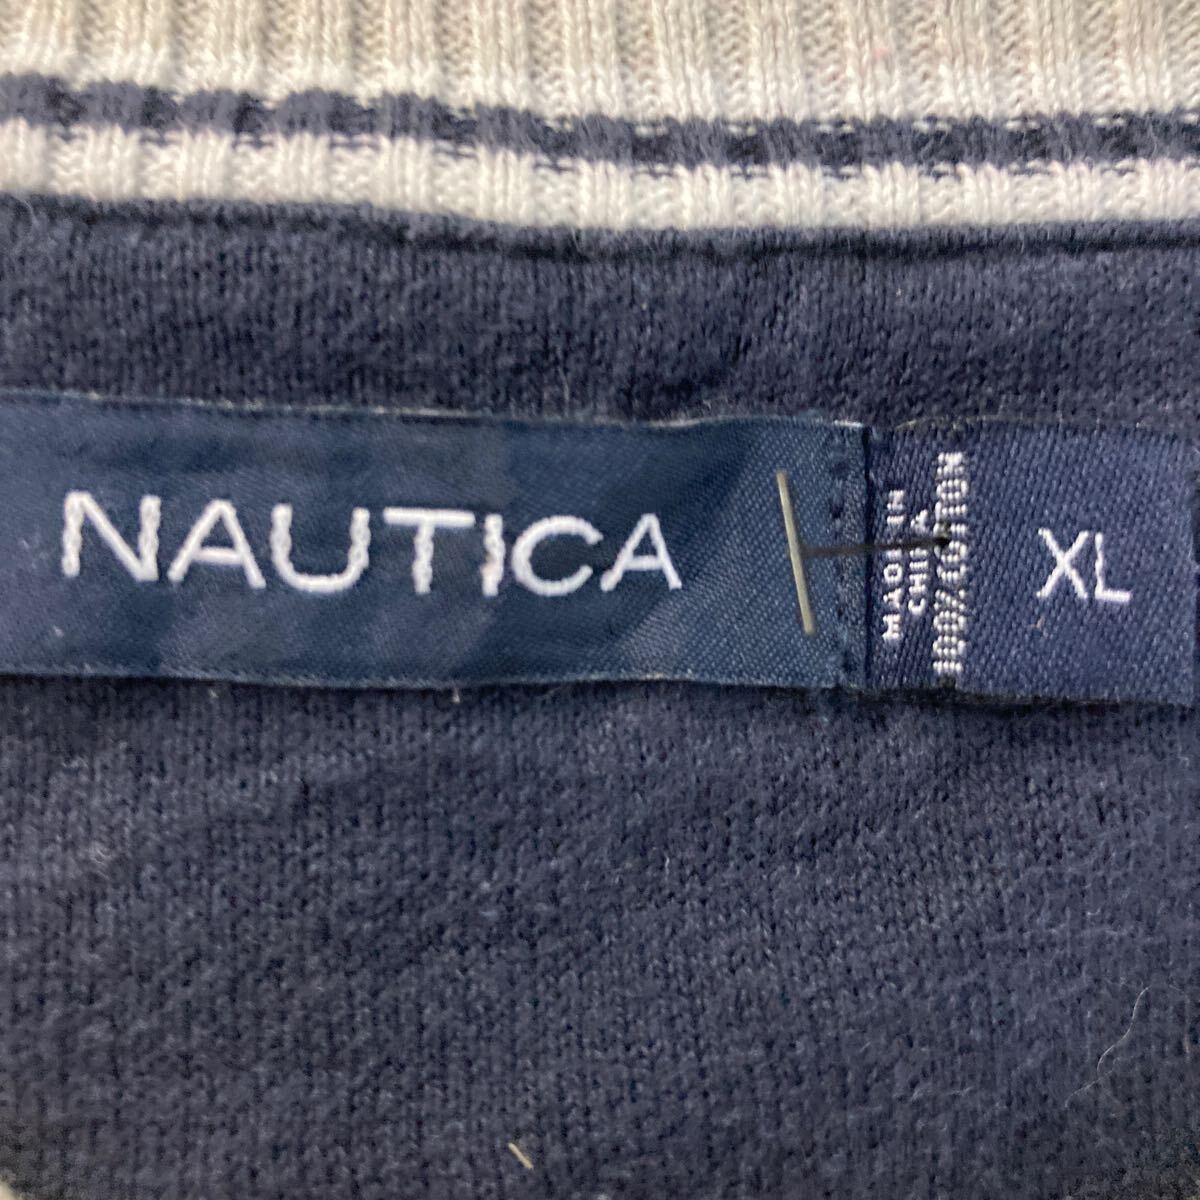 NAUTICA
MADE IN
CHINA
100% COTTON
XL